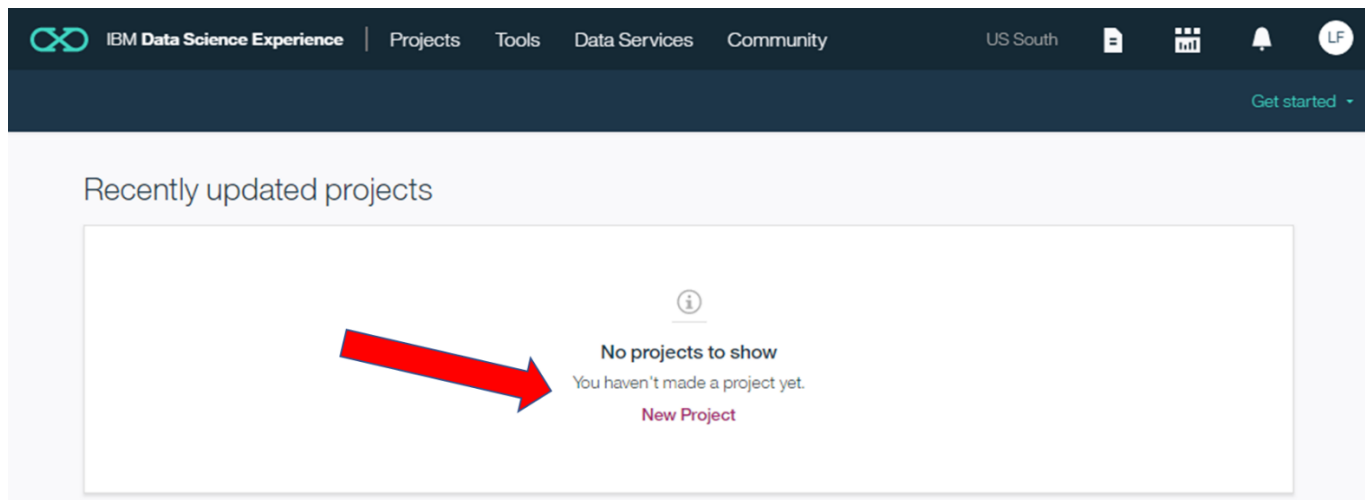 IBM Data Science Experience | Projects Tools Data Services Community US South LF
Get started
Recently updated projects
No projects to show
You haven't made a project yet.
New Project